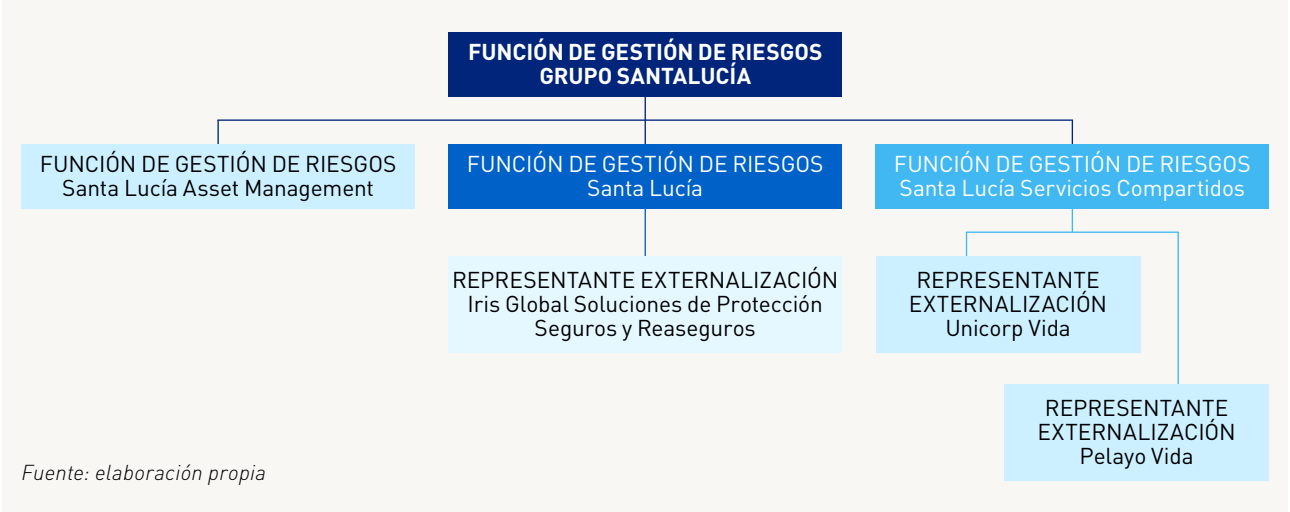 FUNCIÓN DE GESTIÓN DE RIESGOS
GRUPO SANTALUCÍA
FUNCIÓN DE GESTIÓN DE RIESGOS
Santa Lucía Asset Management
FUNCIÓN DE GESTIÓN DE RIESGOS
Santa Lucía
FUNCIÓN DE GESTIÓN DE RIESGOS
Santa Lucía Servicios Compartidos
REPRESENTANTE EXTERNALIZACIÓN
Iris Global Soluciones de Protección
Seguros y Reaseguros
REPRESENTANTE
EXTERNALIZACIÓN
Unicorp Vida
REPRESENTANTE
EXTERNALIZACIÓN
Pelayo Vida
Fuente: elaboración propia